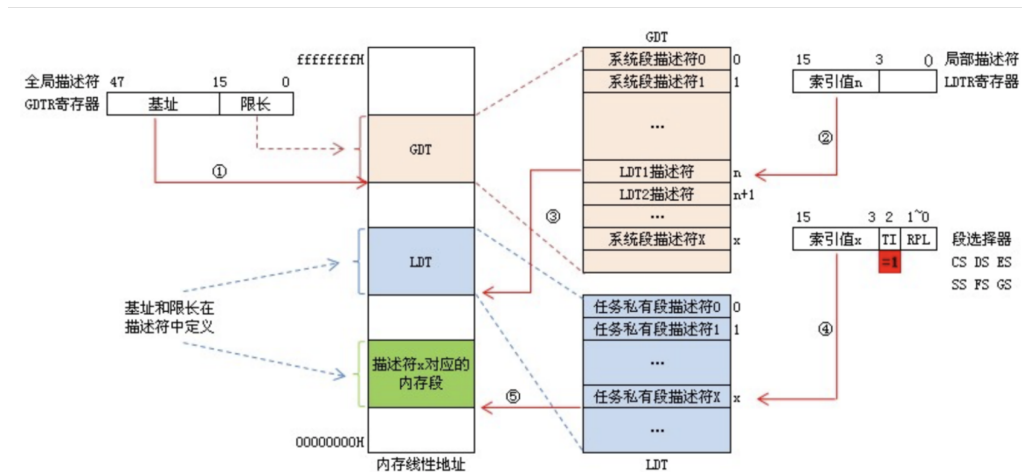 GDT
ffffffffH
系统段描述符0 0
系统段描述符1 1
...
LDT1描述符 n
LDT2描述符 n+1
...
系统段描述符X x
15 3 0 局部描述符
索引值n LDTR寄存器
全局描述符 47 15 0
GDTR寄存器 基址 限长
①
②
③
GDT
LDT
15 3 2 1~0
索引值x TI RPL 段选择器
=1 CS DS ES
SS FS GS
④
基址和限长在
描述符中定义
描述符x对应的
内存段
⑤
任务私有段描述符0 0
任务私有段描述符1 1
...
任务私有段描述符X x
...
00000000H
内存线性地址
LDT